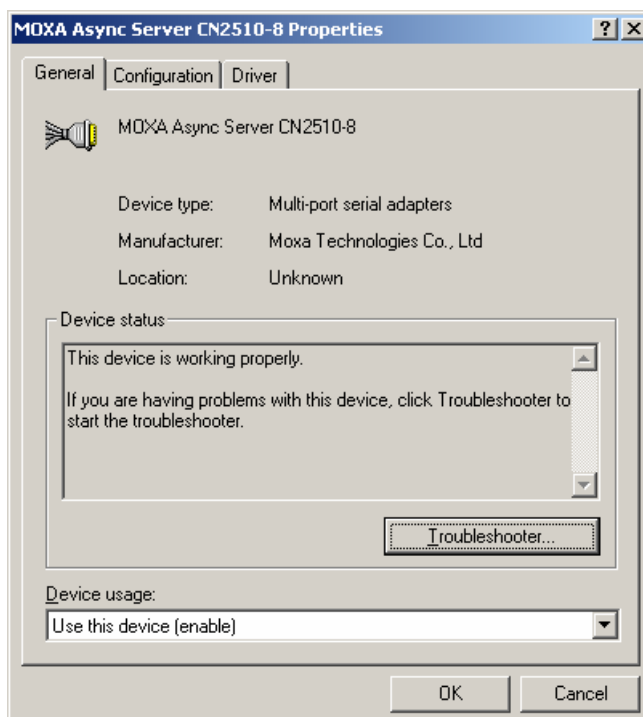 MOXA Async Server CN2510-8 Properties
General Configuration Driver
MOXA Async Server CN2510-8
Device type: Multi-port serial adapters
Manufacturer: Moxa Technologies Co., Ltd
Location: Unknown
Device status
This device is working properly.
If you are having problems with this device, click Troubleshooter to
start the troubleshooter.
Troubleshooter...
Device usage:
Use this device (enable)
OK Cancel